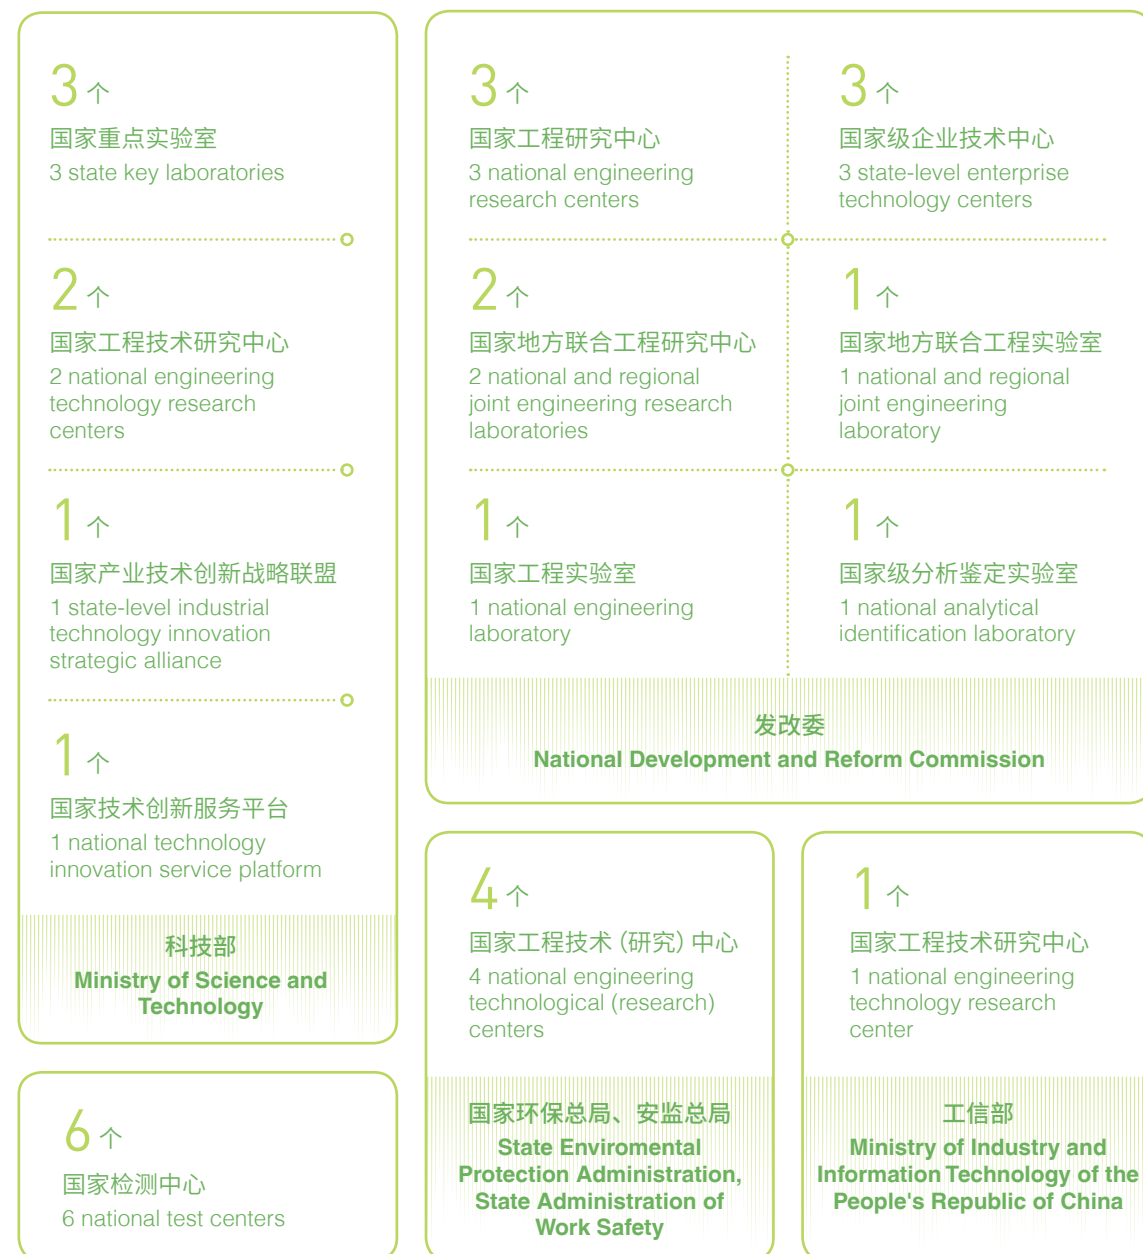 3 个
国家重点实验室
3 state key laboratories
2 个
国家工程技术研究中心
2 national engineering
technology research
centers
1 个
国家产业技术创新战略联盟
1 state-level industrial
technology innovation
strategic alliance
1 个
国家技术创新服务平台
1 national technology
innovation service platform
科技部
Ministry of Science and
Technology
3 个
国家工程研究中心
3 national engineering
research centers
3 个
国家级企业技术中心
3 state-level enterprise
technology centers
2 个
国家地方联合工程研究中心
2 national and regional
joint engineering research
laboratories
1 个
国家地方联合工程实验室
1 national and regional
joint engineering
laboratory
1 个
国家工程实验室
1 national engineering
laboratory
1 个
国家级分析鉴定实验室
1 national analytical
identification laboratory
发改委
National Development and Reform Commission
6 个
国家检测中心
6 national test centers
4 个
国家工程技术（研究）中心
4 national engineering
technological (research)
centers
国家环保总局、安监总局
State Enviromental
Protection Administration,
State Administration of
Work Safety
1 个
国家工程技术研究中心
1 national engineering
technology research
center
工信部
Ministry of Industry and
Information Technology of the
People's Republic of China